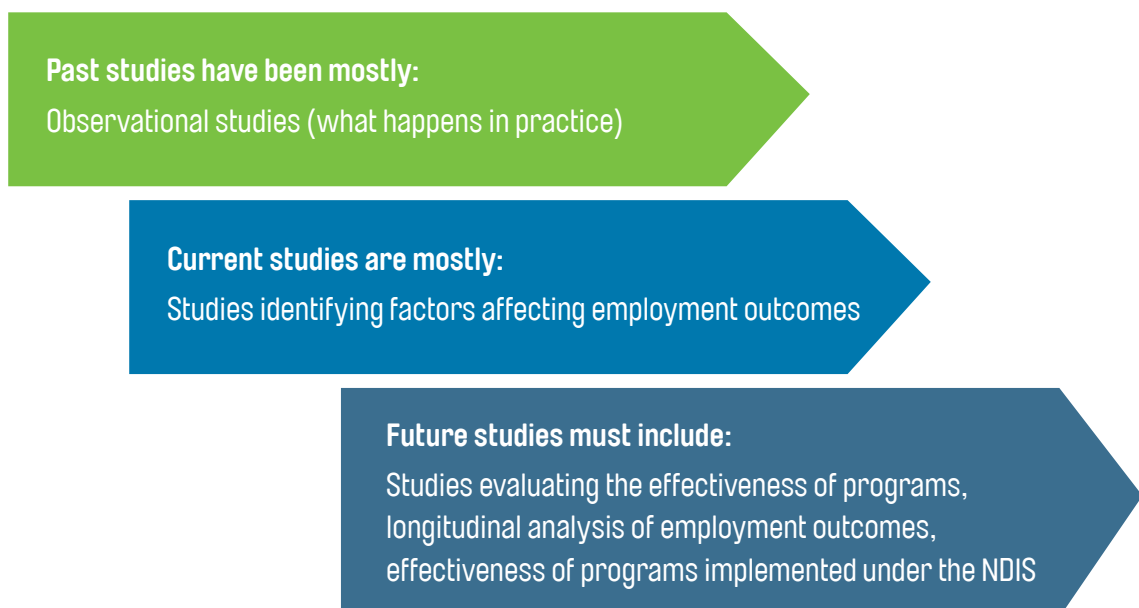 Past studies have been mostly:
Observational studies (what happens in practice)
Current studies are mostly:
Studies identifying factors affecting employment outcomes
Future studies must include:
Studies evaluating the effectiveness of programs,
longitudinal analysis of employment outcomes,
effectiveness of programs implemented under the NDIS